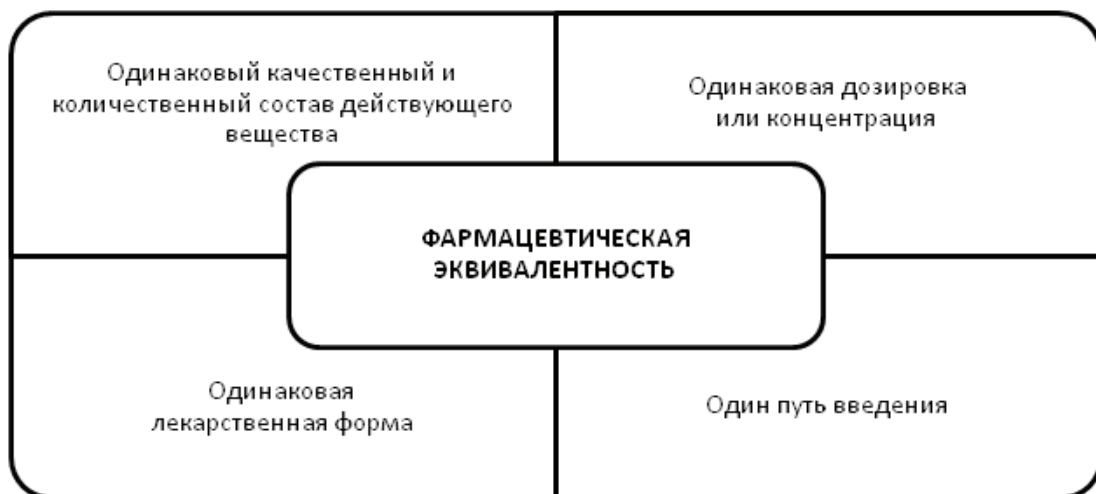 Одинаковый качественный и
количественный состав действующего
вещества
Одинаковая дозировка
или концентрация
ФАРМАЦЕВТИЧЕСКАЯ
ЭКВИВАЛЕНТНОСТЬ
Одинаковая
лекарственная форма
Один путь введения